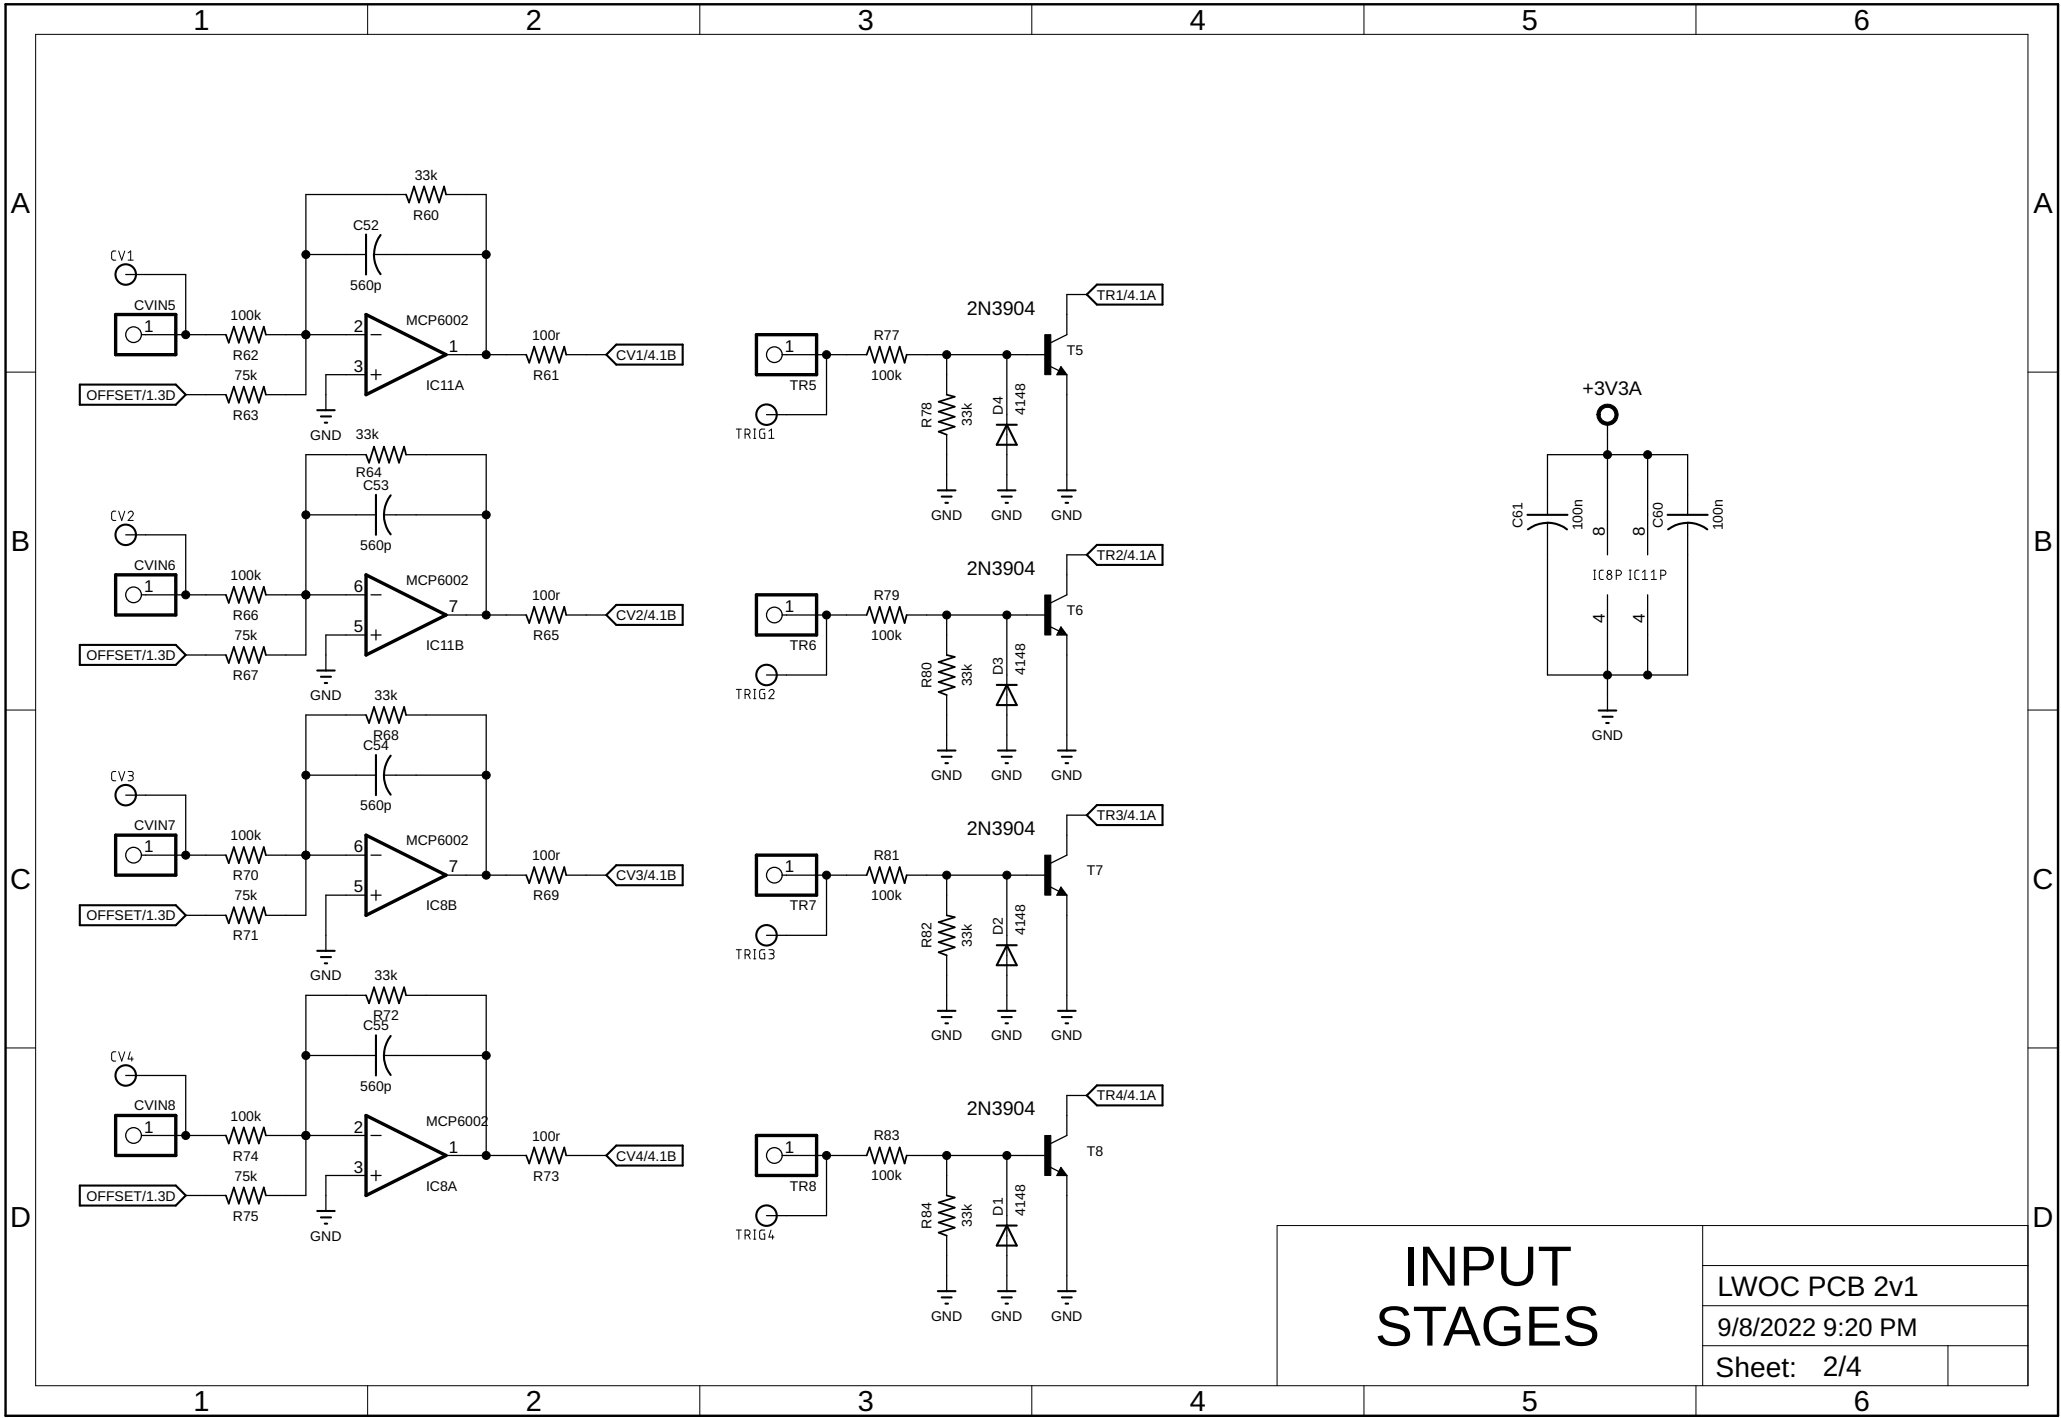 1 2 3 4 5 6
A A
B B
C C
D D
33k
R60
C52
560p
CV1
CVIN5
1
100k
R62
75k
R63
OFFSET/1.3D
2
3
MCP6002
1
IC11A
GND
100r
R61
CV1/4.1B
33k
R64
C53
560p
CV2
CVIN6
1
100k
R66
75k
R67
OFFSET/1.3D
6
5
MCP6002
7
IC11B
GND
100r
R65
CV2/4.1B
33k
R68
C54
560p
CV3
CVIN7
1
100k
R70
75k
R71
OFFSET/1.3D
6
5
MCP6002
7
IC8B
GND
100r
R69
CV3/4.1B
33k
R72
C55
560p
CV4
CVIN8
1
100k
R74
75k
R75
OFFSET/1.3D
2
3
MCP6002
1
IC8A
GND
100r
R73
CV4/4.1B
1
TR5
TRIG1
R77
100k
R78
33k
D4
4148
2N3904
T5
TR1/4.1A
GND GND GND
1
TR6
TRIG2
R79
100k
R80
33k
D3
4148
2N3904
T6
TR2/4.1A
GND GND GND
1
TR7
TRIG3
R81
100k
R82
33k
D2
4148
2N3904
T7
TR3/4.1A
GND GND GND
1
TR8
TRIG4
R83
100k
R84
33k
D1
4148
2N3904
T8
TR4/4.1A
GND GND GND
+3V3A
C61
100n
8
8
C60
100n
IC8P IC11P
4
4
GND
INPUT
STAGES
LWOC PCB 2v1
9/8/2022 9:20 PM
Sheet: 2/4
1 2 3 4 5 6